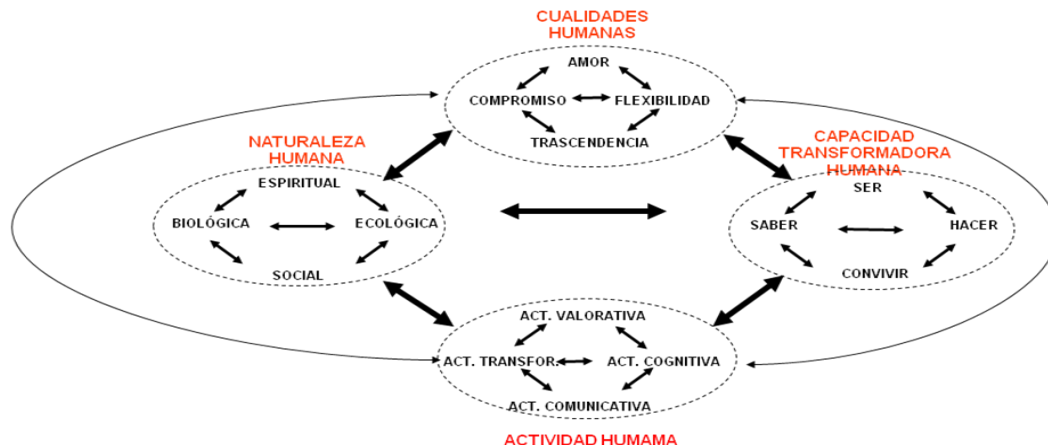 CUALIDADES
HUMANAS
AMOR
COMPROMISO
FLEXIBILIDAD
TRASCENDENCIA
NATURALEZA
HUMANA
ESPIRITUAL
BIOLÓGICA
ECOLÓGICA
SOCIAL
CAPACIDAD
TRANSFORMADORA
HUMANA
SER
SABER
HACER
CONVIVIR
ACT. VALORATIVA
ACT. TRANSFOR.
ACT. COGNITIVA
ACT. COMUNICATIVA
ACTIVIDAD HUMAMA